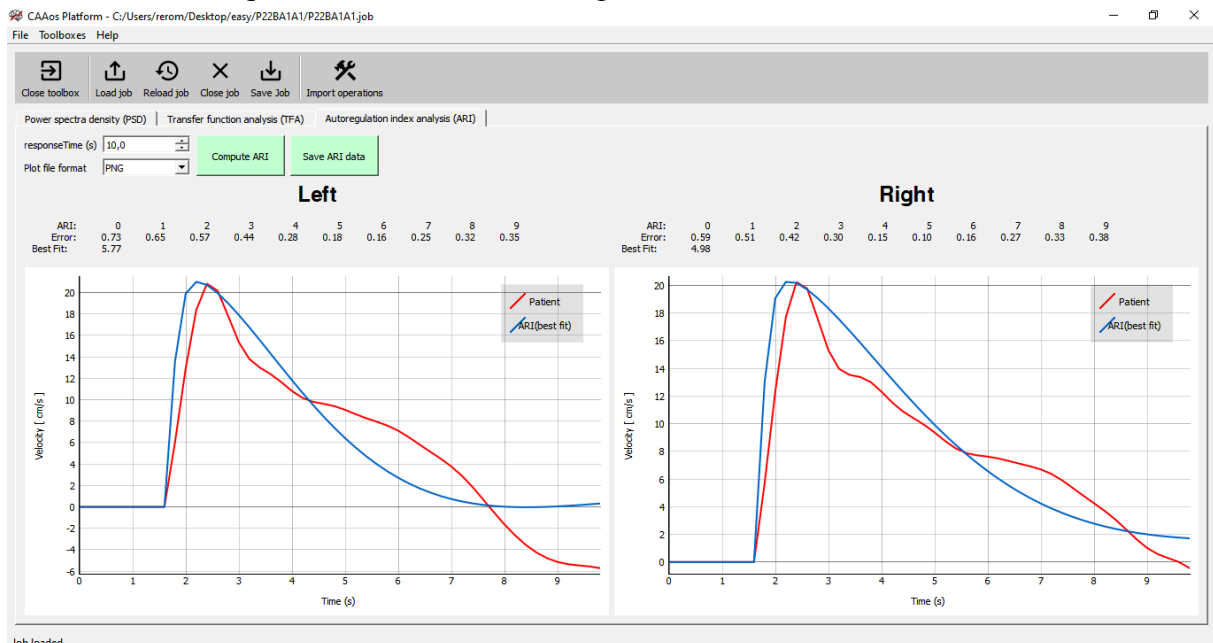 CAAos Platform - C:/Users/rerom/Desktop/easy/P22BA1A1/P22BA1A1.job
File Toolboxes Help
Close toolbox Load job Reload job Close job Save Job Import operations
Power spectra density (PSD) Transfer function analysis (TFA) Autoregulation index analysis (ARI)
responseTime (s) 10,0
Compute ARI Save ARI data
Plot file format PNG
Left
ARI: 0 1 2 3 4 5 6 7 8 9
Error: 0.73 0.65 0.57 0.44 0.28 0.18 0.16 0.25 0.32 0.35
Best Fit: 5.77
20
18
16
14
12
10
8
6
4
2
0
-2
-4
-6
Velocity [ cm/s ]
Patient
ARI(best fit)
0 1 2 3 4 5 6 7 8 9
Time (s)
Right
ARI: 0 1 2 3 4 5 6 7 8 9
Error: 0.59 0.51 0.42 0.30 0.15 0.10 0.16 0.27 0.33 0.38
Best Fit: 4.98
20
18
16
14
12
10
8
6
4
2
0
Velocity [ cm/s ]
Patient
ARI(best fit)
0 1 2 3 4 5 6 7 8 9
Time (s)
Job loaded